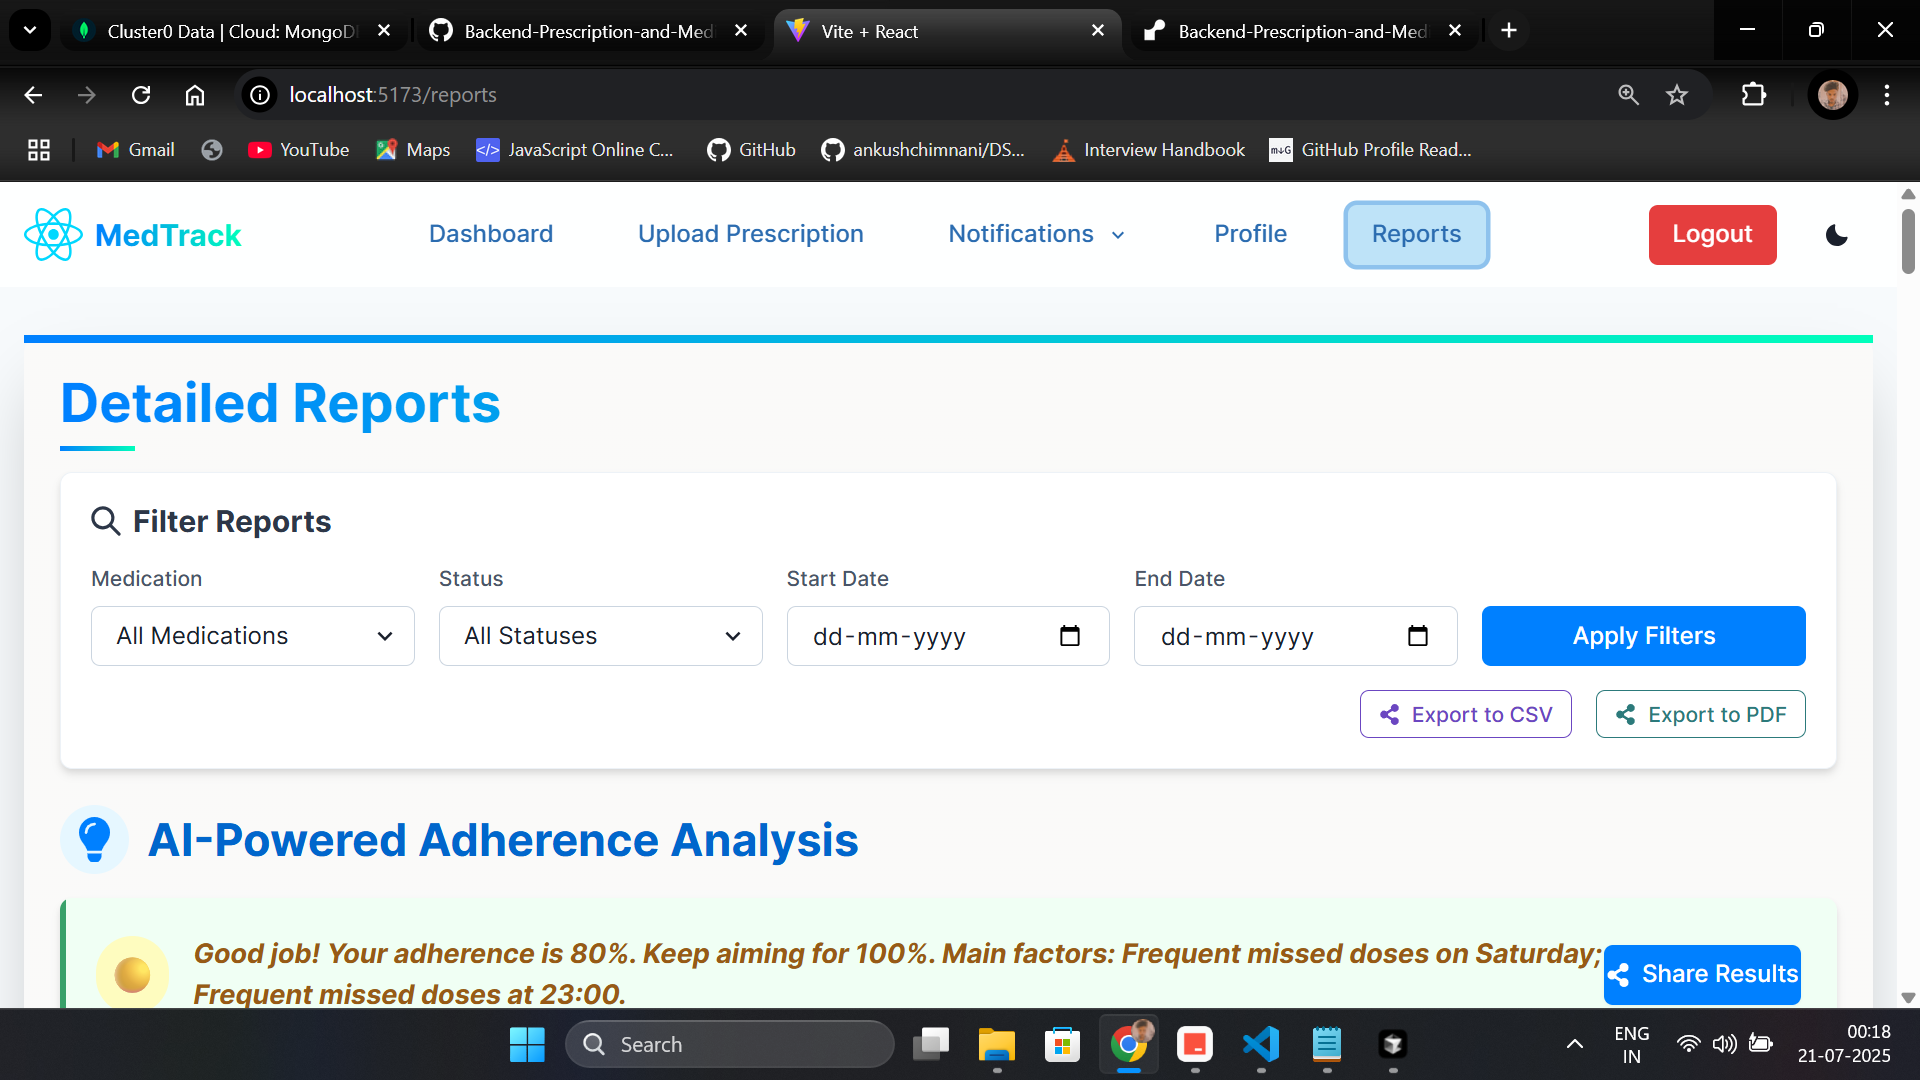 Cluster0 Data | Cloud: MongoD
Backend-Prescription-and-Med
Vite + React
Backend-Prescription-and-Med
localhost:5173/reports
Gmail
YouTube
Maps
JavaScript Online C...
GitHub
ankushchimnani/DS...
Interview Handbook
GitHub Profile Read...
MedTrack
Dashboard
Upload Prescription
Notifications
Profile
Reports
Logout
Detailed Reports
Filter Reports
Medication
Status
Start Date
End Date
All Medications
All Statuses
dd-mm-yyyy
dd-mm-yyyy
Apply Filters
Export to CSV
Export to PDF
AI-Powered Adherence Analysis
Good job! Your adherence is 80%. Keep aiming for 100%. Main factors: Frequent missed doses on Saturday;
Frequent missed doses at 23:00.
Share Results
Search
ENG
IN
00:18
21-07-2025